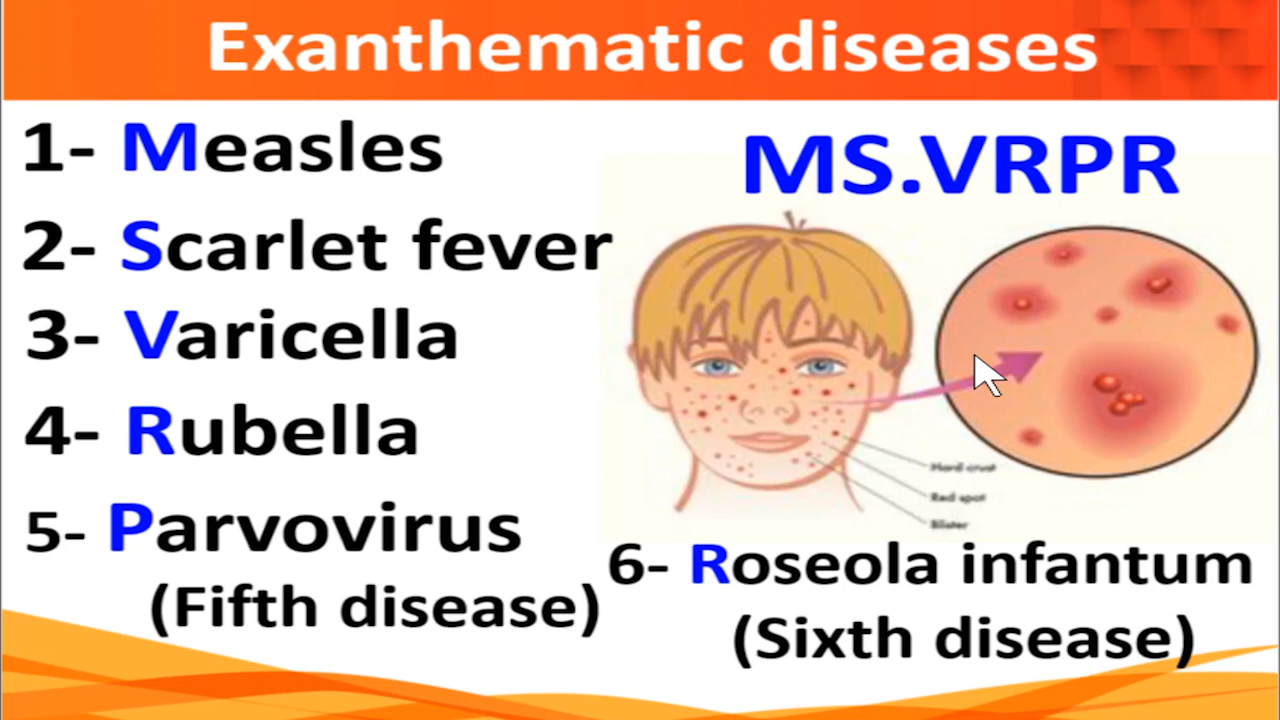 Exanthematic diseases
1- Measles
2- Scarlet fever
3- Varicella
4- Rubella
5- Parvovirus
(Fifth disease)
MS.VRPR
Hard crust
Red spot
Blister
6- Roseola infantum
(Sixth disease)